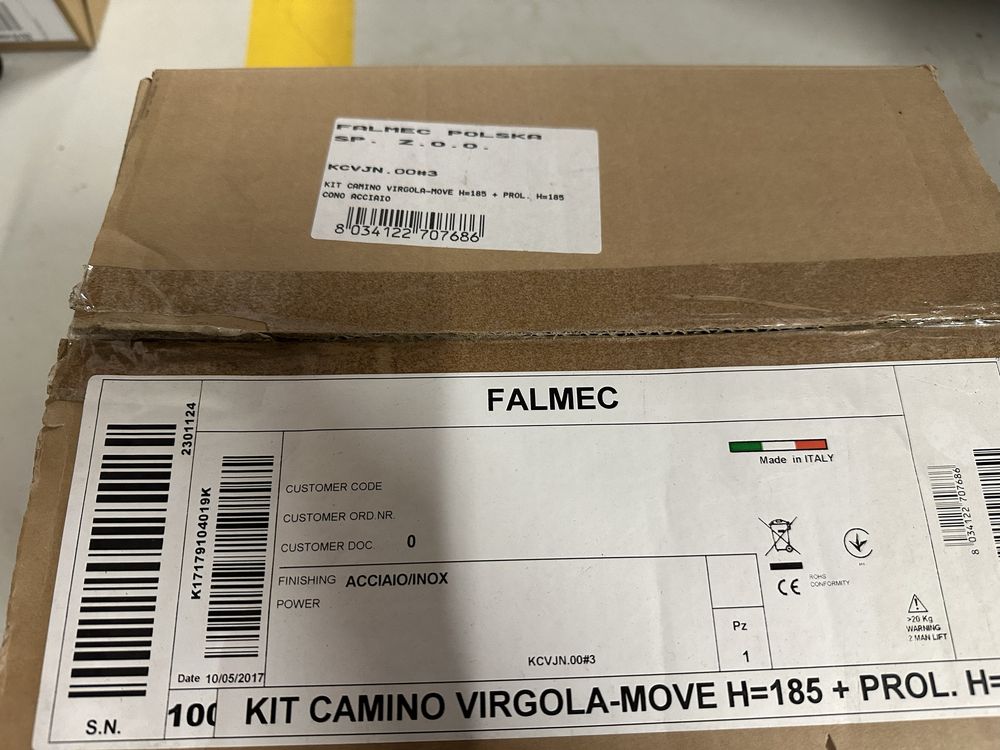 FALMEC POLSKA
SP. Z.O.O.
KCVJN.00#3
KIT CAMINO VIRGOLA-MOVE H=185 + PROL. H=185
CONO ACCIAIO
8 034122 707686
FALMEC
2301124
K17179104019K
Made in ITALY
CUSTOMER CODE
CUSTOMER ORD.NR.
CUSTOMER DOC. 0
FINISHING ACCIAIO/INOX
POWER
ROHS
CONFORMITY
CE
8 034122 707686
>20 Kg
WARNING
2 MAN LIFT
Pz
1
KCVJN.00#3
Date 10/05/2017
S.N.
100
KIT CAMINO VIRGOLA-MOVE H=185 + PROL. H=